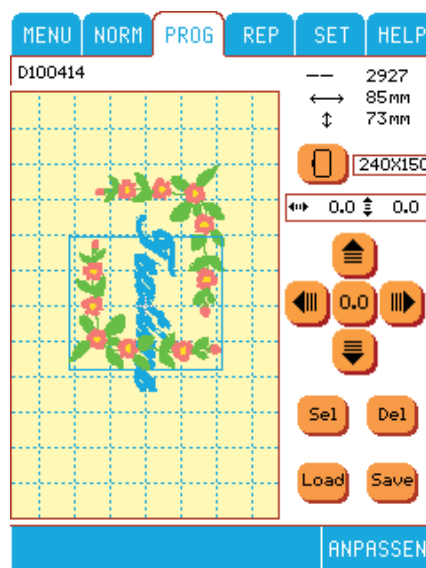 MENU NORM PROG REP SET HELP
D100414
2927
85MM
73MM
240X150
0.0 0.0
0.0
Sel Del
Load Save
ANPASSEN